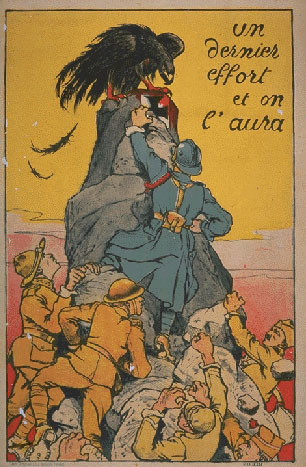 un
dernier
effort
et on
l'aura